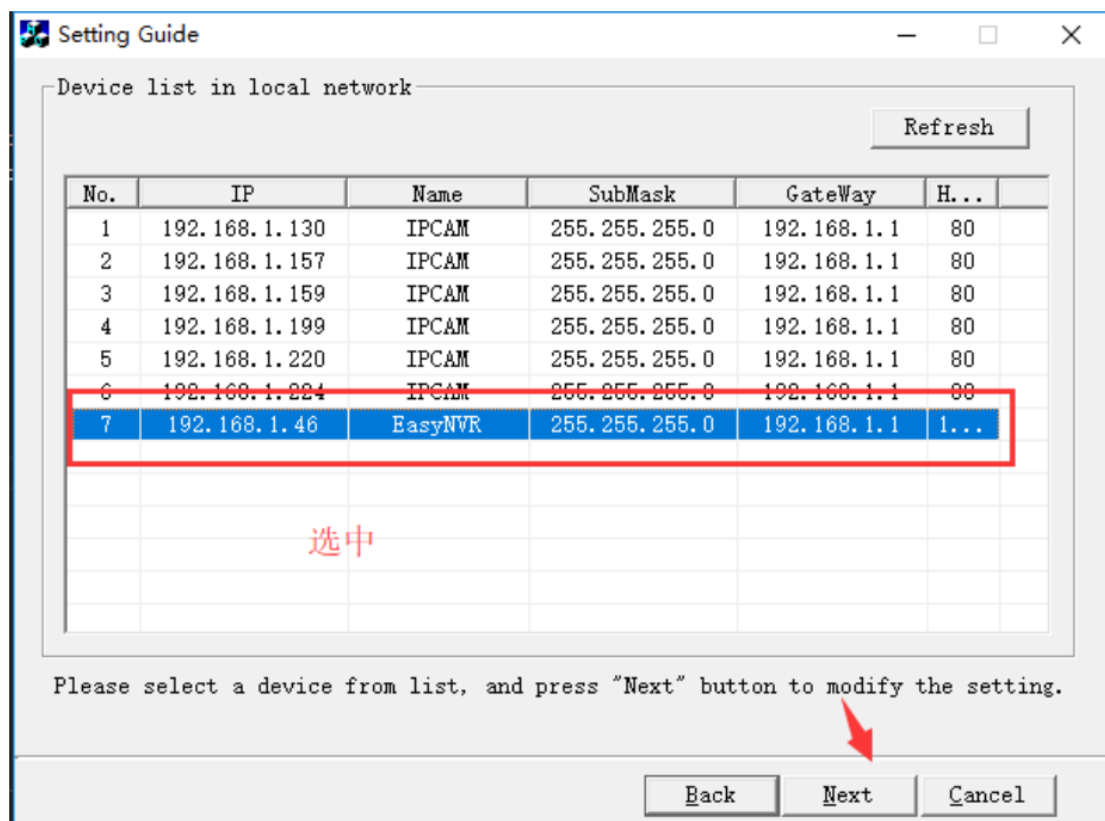 Setting Guide
Device list in local network
Refresh
No. IP Name SubMask GateWay H...
1 192.168.1.130 IPCAM 255.255.255.0 192.168.1.1 80
2 192.168.1.157 IPCAM 255.255.255.0 192.168.1.1 80
3 192.168.1.159 IPCAM 255.255.255.0 192.168.1.1 80
4 192.168.1.199 IPCAM 255.255.255.0 192.168.1.1 80
5 192.168.1.220 IPCAM 255.255.255.0 192.168.1.1 80
6 192.168.1.224 IPCAM 255.255.255.0 192.168.1.1 80
7 192.168.1.46 EasyNVR 255.255.255.0 192.168.1.1 1...
选中
Please select a device from list, and press "Next" button to modify the setting.
Back Next Cancel